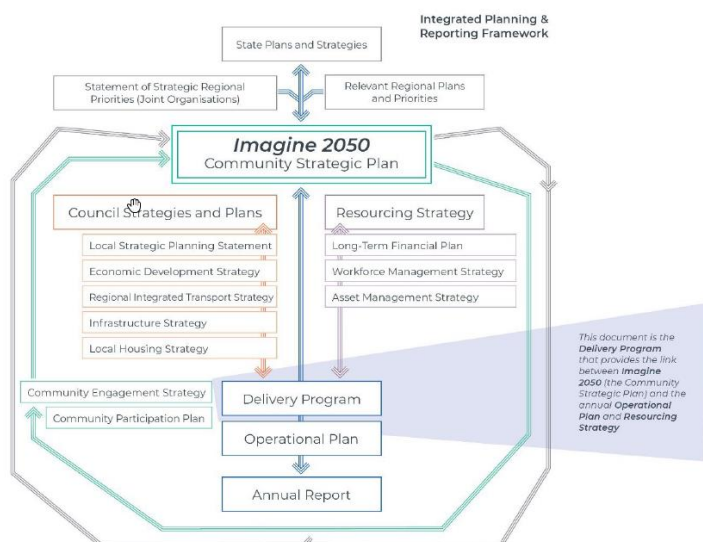 Integrated Planning &
Reporting Framework
State Plans and Strategies
Statement of Strategic Regional
Priorities (Joint Organisations)
Relevant Regional Plans
and Priorities
Imagine 2050
Community Strategic Plan
Council Strategies and Plans
Local Strategic Planning Statement
Economic Development Strategy
Regional Integrated Transport Strategy
Infrastructure Strategy
Local Housing Strategy
Resourcing Strategy
Long-Term Financial Plan
Workforce Management Strategy
Asset Management Strategy
Community Engagement Strategy
Community Participation Plan
Delivery Program
Operational Plan
Annual Report
This document is the
Delivery Program
that provides the link
between Imagine
2050 (the Community
Strategic Plan) and the
annual Operational
Plan and Resourcing
Strategy